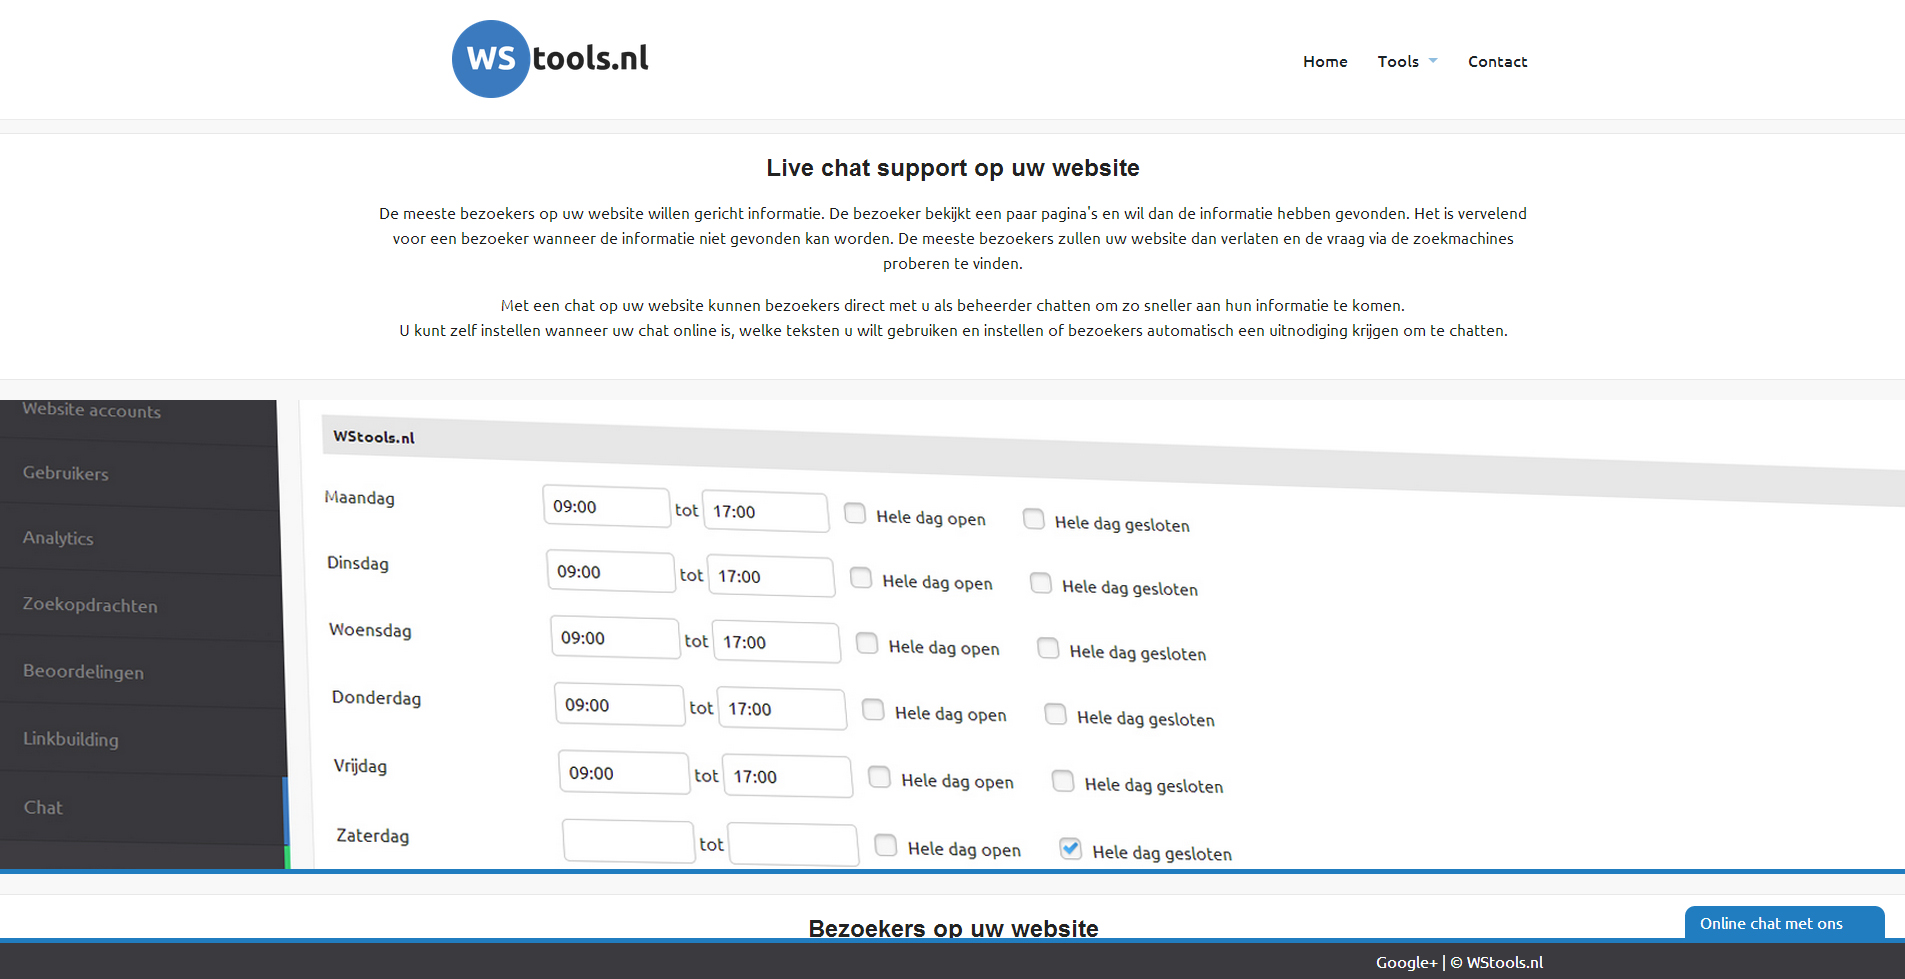 WS tools.nl
Home Tools Contact
Live chat support op uw website
De meeste bezoekers op uw website willen gericht informatie. De bezoeker bekijkt een paar pagina's en wil dan de informatie hebben gevonden. Het is vervelend
voor een bezoeker wanneer de informatie niet gevonden kan worden. De meeste bezoekers zullen uw website dan verlaten en de vraag via de zoekmachines
proberen te vinden.
Met een chat op uw website kunnen bezoekers direct met u als beheerder chatten om zo sneller aan hun informatie te komen.
U kunt zelf instellen wanneer uw chat online is, welke teksten u wilt gebruiken en instellen of bezoekers automatisch een uitnodiging krijgen om te chatten.
Website accounts
Gebruikers
Analytics
Zoekopdrachten
Beoordelingen
Linkbuilding
Chat
WStools.nl
Maandag 09:00 tot 17:00 Hele dag open Hele dag gesloten
Dinsdag 09:00 tot 17:00 Hele dag open Hele dag gesloten
Woensdag 09:00 tot 17:00 Hele dag open Hele dag gesloten
Donderdag 09:00 tot 17:00 Hele dag open Hele dag gesloten
Vrijdag 09:00 tot 17:00 Hele dag open Hele dag gesloten
Zaterdag tot Hele dag open Hele dag gesloten
Bezoekers op uw website
Online chat met ons
Google+ | © WStools.nl